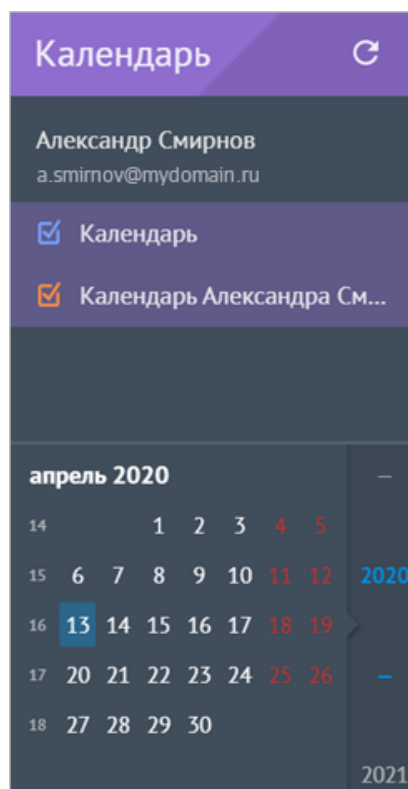 Календарь
Александр Смирнов
a.smirnov@mydomain.ru
Календарь
Календарь Александра См...
апрель 2020 –
14 1 2 3 4 5
15 6 7 8 9 10 11 12 2020
16 13 14 15 16 17 18 19
17 20 21 22 23 24 25 26 –
18 27 28 29 30
2021